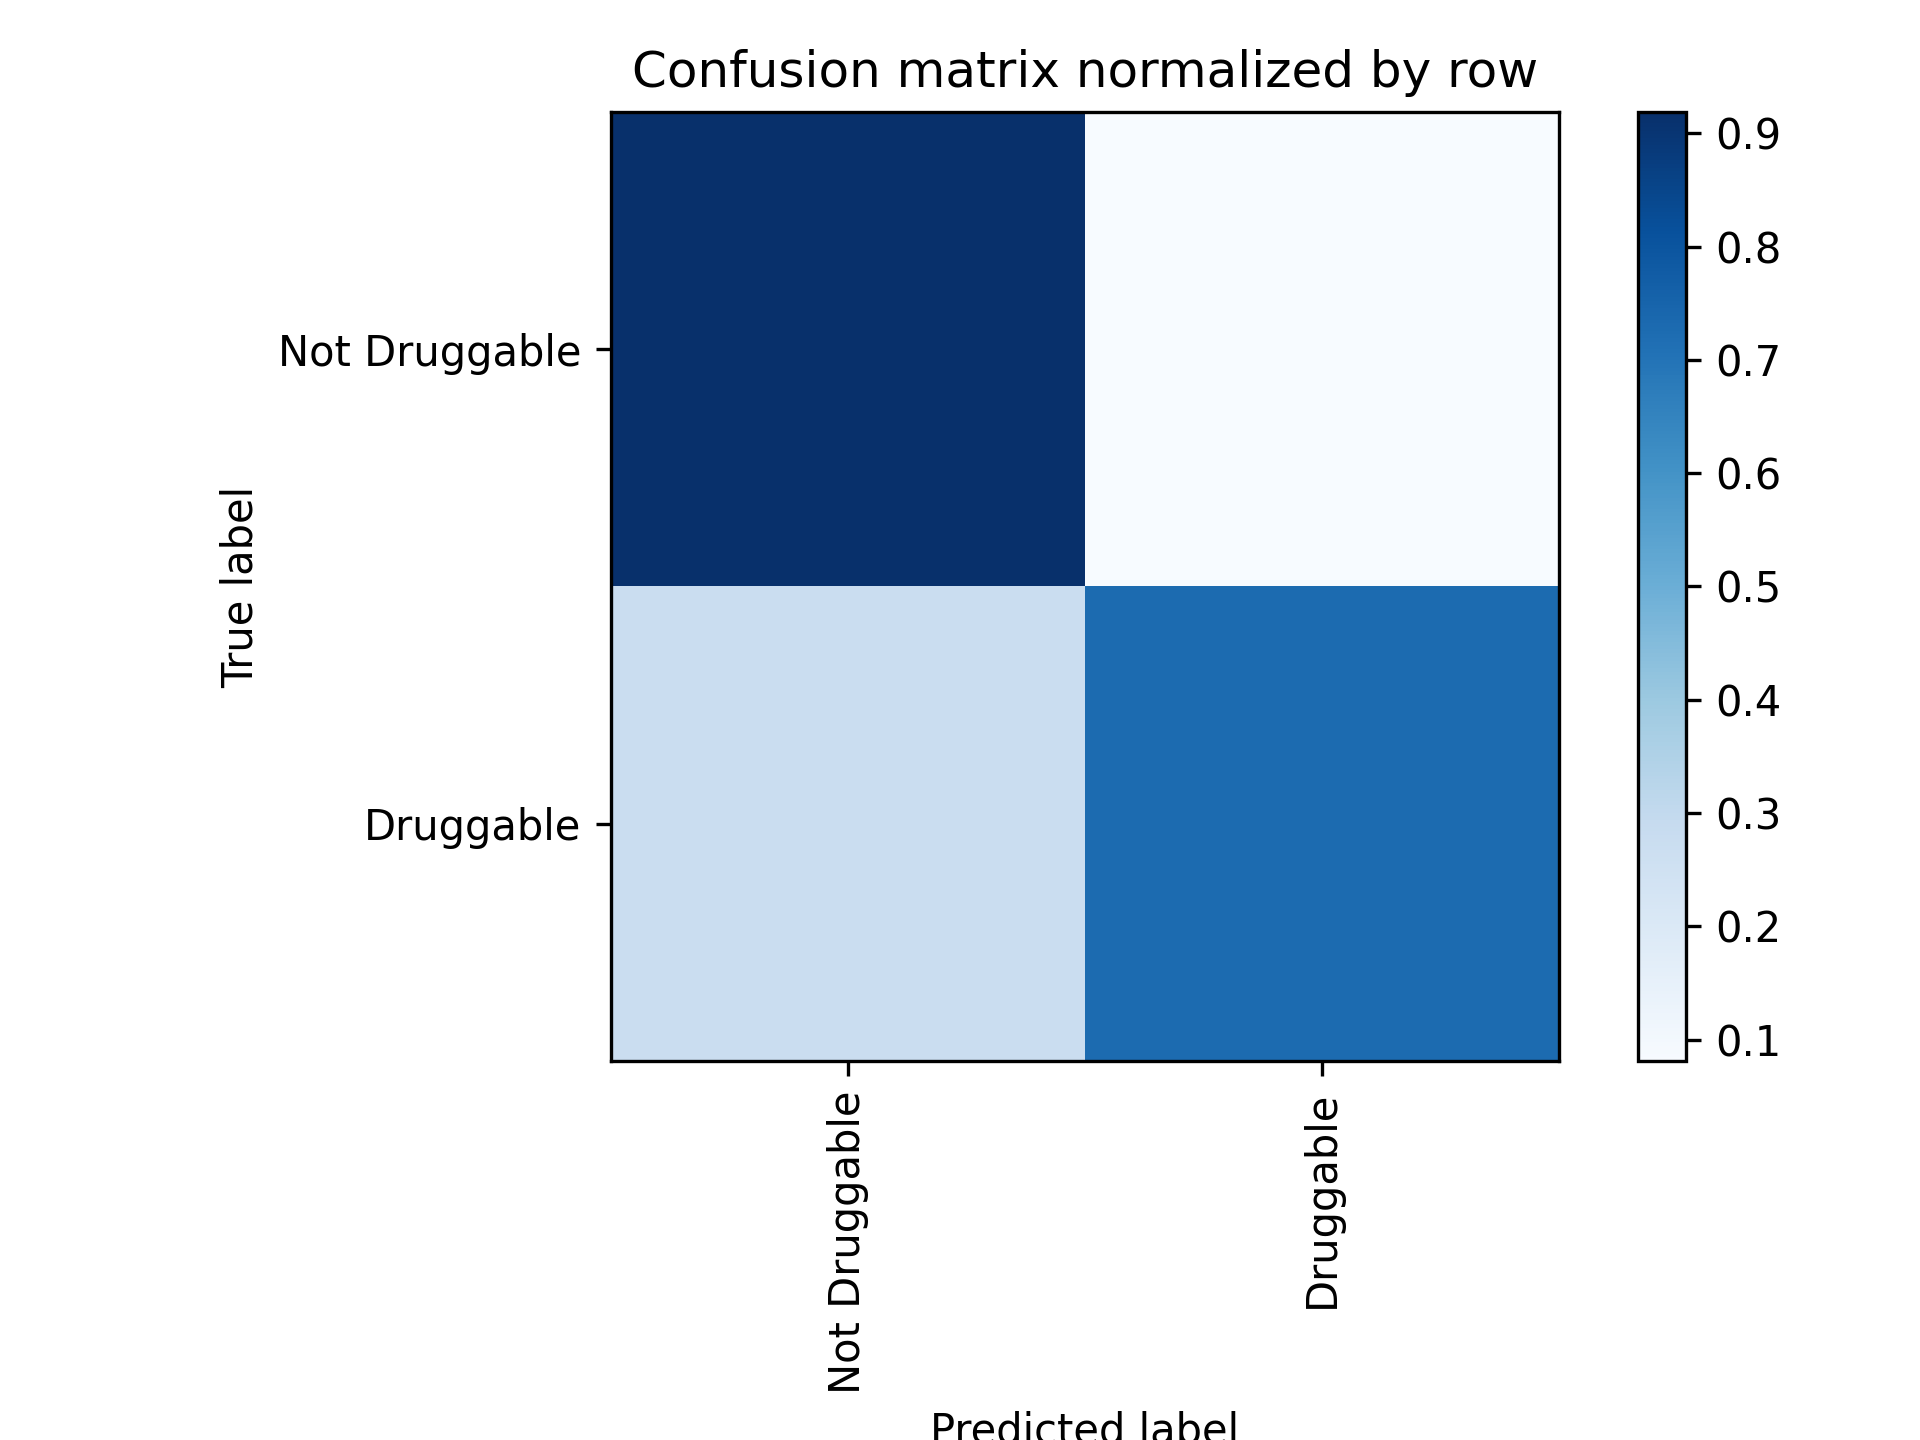 Confusion matrix normalized by row
True label
Not Druggable
Druggable
Not Druggable
Druggable
Predicted label
0.9
0.8
0.7
0.6
0.5
0.4
0.3
0.2
0.1